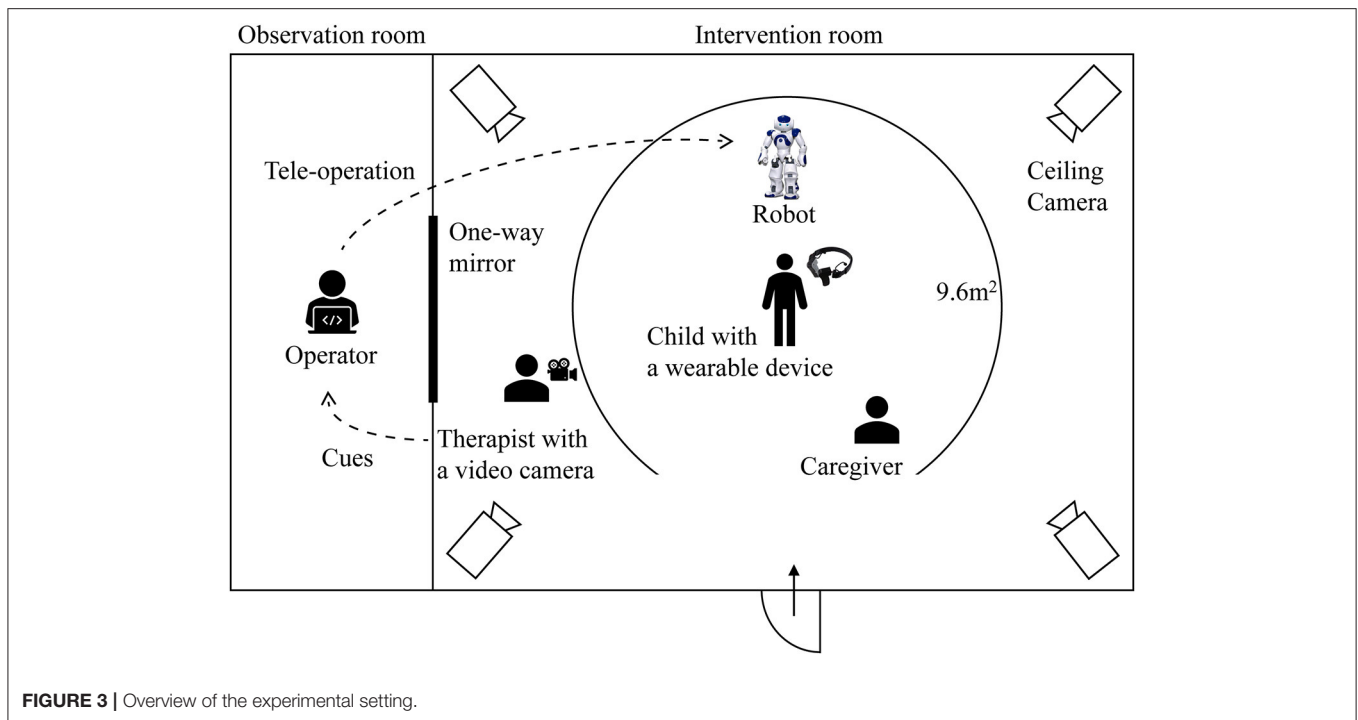 Observation room
Intervention room
Tele-operation
One-way
mirror
Robot
Ceiling
Camera
9.6m²
</>
Operator
Child with
a wearable device
Cues
Therapist with
a video camera
Caregiver
FIGURE 3 | Overview of the experimental setting.